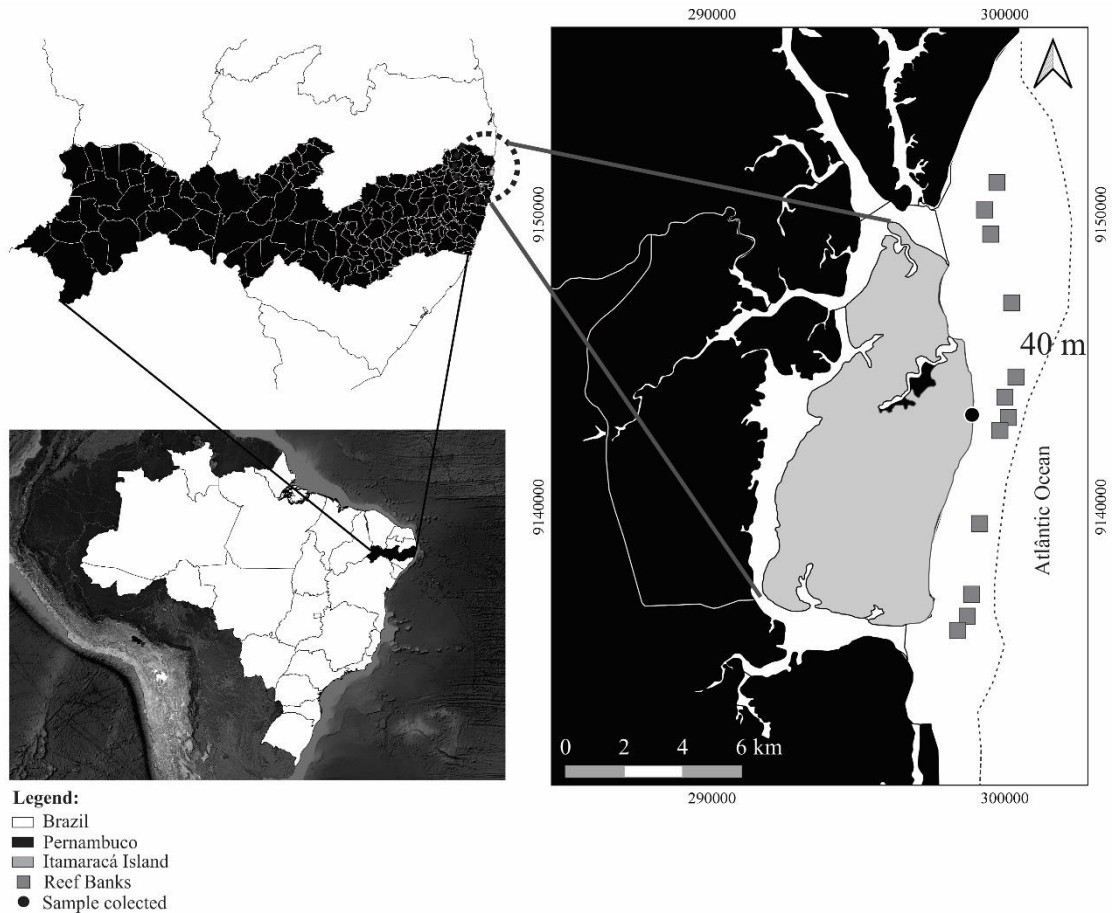 290000
300000
9150000
9150000
40 m
9140000
9140000
Atlântic Ocean
0
2
4
6 km
290000
300000
Legend:
Brazil
Pernambuco
Itamaracá Island
Reef Banks
Sample colected